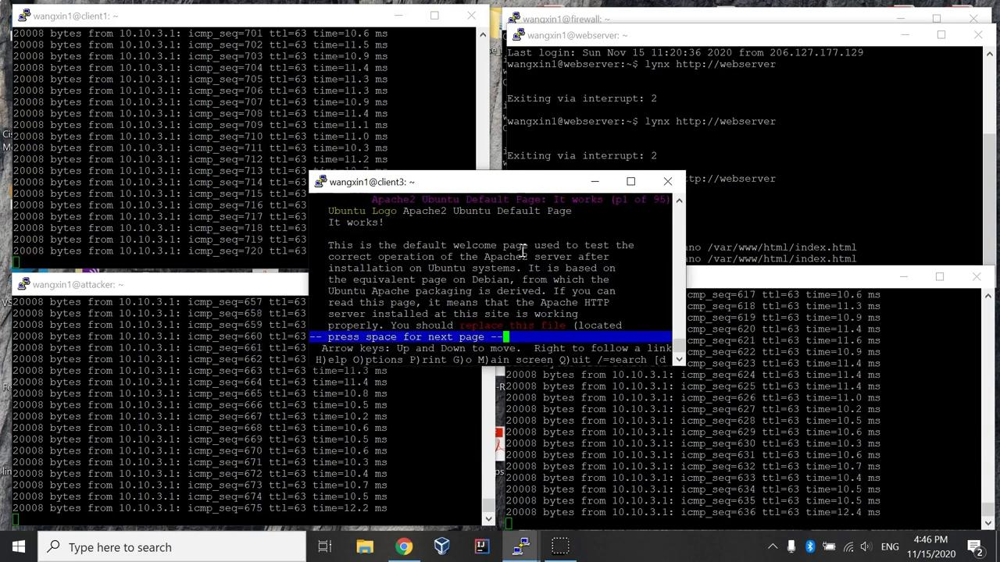 wangxin1@client1: ~
20008 bytes from 10.10.3.1: icmp_seq=701 ttl=63 time=10.6 ms
20008 bytes from 10.10.3.1: icmp_seq=702 ttl=63 time=11.5 ms
20008 bytes from 10.10.3.1: icmp_seq=703 ttl=63 time=10.9 ms
20008 bytes from 10.10.3.1: icmp_seq=704 ttl=63 time=11.4 ms
20008 bytes from 10.10.3.1: icmp_seq=705 ttl=63 time=11.3 ms
20008 bytes from 10.10.3.1: icmp_seq=706 ttl=63 time=11.3 ms
20008 bytes from 10.10.3.1: icmp_seq=707 ttl=63 time=10.9 ms
20008 bytes from 10.10.3.1: icmp_seq=708 ttl=63 time=11.4 ms
20008 bytes from 10.10.3.1: icmp_seq=709 ttl=63 time=11.1 ms
20008 bytes from 10.10.3.1: icmp_seq=710 ttl=63 time=11.0 ms
20008 bytes from 10.10.3.1: icmp_seq=711 ttl=63 time=10.3 ms
20008 bytes from 10.10.3.1: icmp_seq=712 ttl=63 time=11.2 ms
20008 bytes from 10.10.3.1: icmp_seq=713 ttl=63
20008 bytes from 10.10.3.1: icmp_seq=714 ttl=63
20008 bytes from 10.10.3.1: icmp_seq=715 ttl=63
20008 bytes from 10.10.3.1: icmp_seq=716 ttl=63
20008 bytes from 10.10.3.1: icmp_seq=717 ttl=63
20008 bytes from 10.10.3.1: icmp_seq=718 ttl=63
20008 bytes from 10.10.3.1: icmp_seq=719 ttl=63
20008 bytes from 10.10.3.1: icmp_seq=720 ttl=63
wangxin1@firewall: ~
wangxin1@webserver: ~
Last login: Sun Nov 15 11:20:36 2020 from 206.127.177.129
wangxin1@webserver:~$ lynx http://webserver
Exiting via interrupt: 2
wangxin1@webserver:~$ lynx http://webserver
Exiting via interrupt: 2
ttp://webserver
ano /var/www/html/index.html
ano /var/www/html/index.html
wangxin1@client3: ~
Apache2 Ubuntu Default Page: It works (p1 of 95)
Ubuntu Logo Apache2 Ubuntu Default Page
It works!
This is the default welcome page used to test the
correct operation of the Apache2 server after
installation on Ubuntu systems. It is based on
the equivalent page on Debian, from which the
Ubuntu Apache packaging is derived. If you can
read this page, it means that the Apache HTTP
server installed at this site is working
properly. You should replace this file (located
-- press space for next page --
Arrow keys: Up and Down to move. Right to follow a link
H)elp O)ptions P)rint G)o M)ain screen Q)uit /=search [d
wangxin1@attacker: ~
20008 bytes from 10.10.3.1: icmp_seq=657 ttl=63
20008 bytes from 10.10.3.1: icmp_seq=658 ttl=63
20008 bytes from 10.10.3.1: icmp_seq=659 ttl=63
20008 bytes from 10.10.3.1: icmp_seq=660 ttl=63
20008 bytes from 10.10.3.1: icmp_seq=661 ttl=63
20008 bytes from 10.10.3.1: icmp_seq=662 ttl=63
20008 bytes from 10.10.3.1: icmp_seq=663 ttl=63 time=11.3 ms
20008 bytes from 10.10.3.1: icmp_seq=664 ttl=63 time=11.4 ms
20008 bytes from 10.10.3.1: icmp_seq=665 ttl=63 time=10.8 ms
20008 bytes from 10.10.3.1: icmp_seq=666 ttl=63 time=10.5 ms
20008 bytes from 10.10.3.1: icmp_seq=667 ttl=63 time=10.2 ms
20008 bytes from 10.10.3.1: icmp_seq=668 ttl=63 time=10.6 ms
20008 bytes from 10.10.3.1: icmp_seq=669 ttl=63 time=10.5 ms
20008 bytes from 10.10.3.1: icmp_seq=670 ttl=63 time=10.6 ms
20008 bytes from 10.10.3.1: icmp_seq=671 ttl=63 time=10.3 ms
20008 bytes from 10.10.3.1: icmp_seq=672 ttl=63 time=10.4 ms
20008 bytes from 10.10.3.1: icmp_seq=673 ttl=63 time=10.7 ms
20008 bytes from 10.10.3.1: icmp_seq=674 ttl=63 time=10.5 ms
20008 bytes from 10.10.3.1: icmp_seq=675 ttl=63 time=12.2 ms
icmp_seq=617 ttl=63 time=10.6 ms
icmp_seq=618 ttl=63 time=11.3 ms
icmp_seq=619 ttl=63 time=10.9 ms
icmp_seq=620 ttl=63 time=11.4 ms
icmp_seq=621 ttl=63 time=11.6 ms
icmp_seq=622 ttl=63 time=10.9 ms
icmp_seq=623 ttl=63 time=11.4 ms
20008 bytes from 10.10.3.1: icmp_seq=624 ttl=63 time=11.4 ms
20008 bytes from 10.10.3.1: icmp_seq=625 ttl=63 time=11.4 ms
20008 bytes from 10.10.3.1: icmp_seq=626 ttl=63 time=11.0 ms
20008 bytes from 10.10.3.1: icmp_seq=627 ttl=63 time=10.2 ms
20008 bytes from 10.10.3.1: icmp_seq=628 ttl=63 time=10.5 ms
20008 bytes from 10.10.3.1: icmp_seq=629 ttl=63 time=10.6 ms
20008 bytes from 10.10.3.1: icmp_seq=630 ttl=63 time=10.3 ms
20008 bytes from 10.10.3.1: icmp_seq=631 ttl=63 time=10.6 ms
20008 bytes from 10.10.3.1: icmp_seq=632 ttl=63 time=10.7 ms
20008 bytes from 10.10.3.1: icmp_seq=633 ttl=63 time=10.4 ms
20008 bytes from 10.10.3.1: icmp_seq=634 ttl=63 time=10.5 ms
20008 bytes from 10.10.3.1: icmp_seq=635 ttl=63 time=10.5 ms
20008 bytes from 10.10.3.1: icmp_seq=636 ttl=63 time=12.4 ms
Type here to search
ENG
4:46 PM
11/15/2020
2